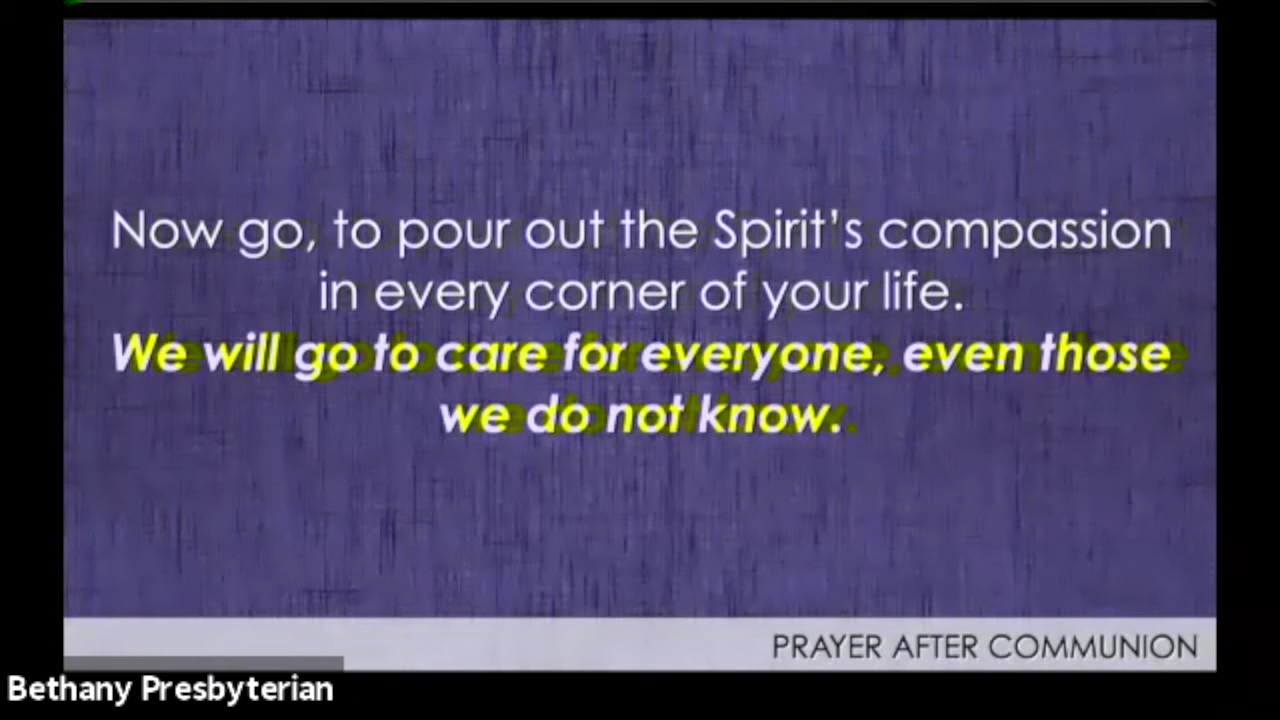 Now go, to pour out the Spirit's compassion
in every corner of your life.
We will go to care for everyone, even those
we do not know.
PRAYER AFTER COMMUNION
Bethany Presbyterian